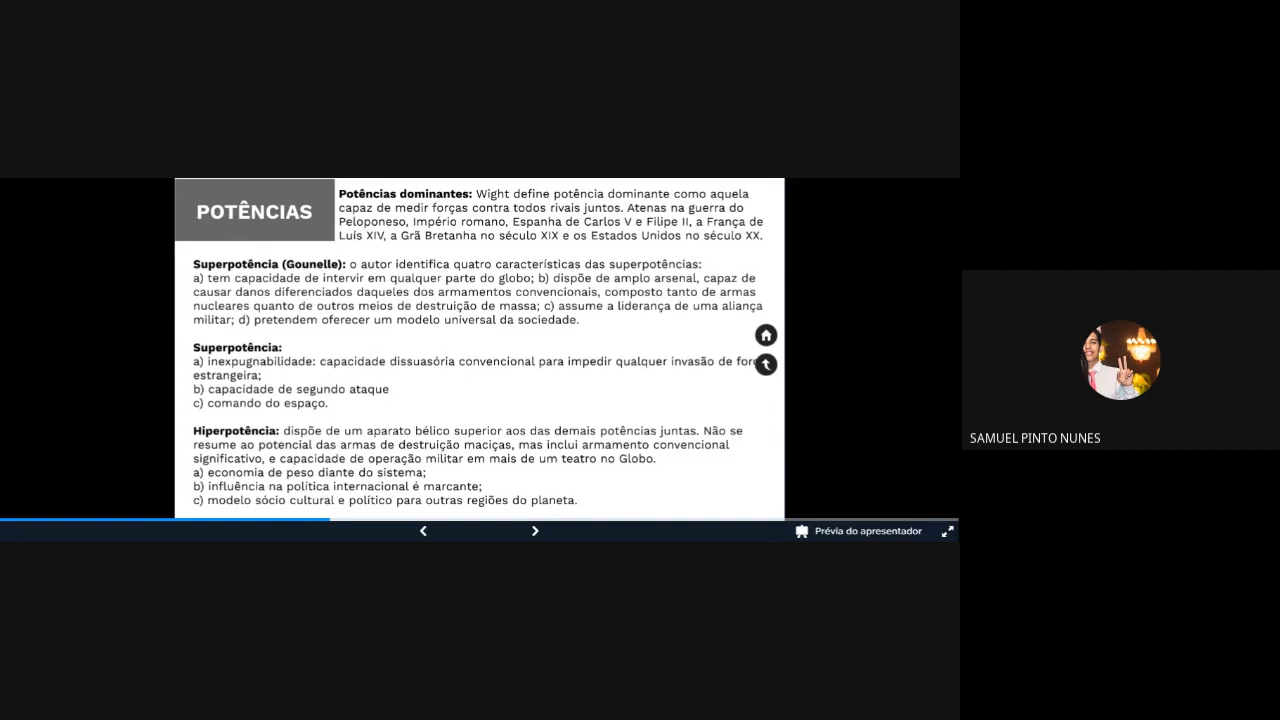 POTÊNCIAS
Potências dominantes: Wight define potência dominante como aquela
capaz de medir forças contra todos rivais juntos. Atenas na guerra do
Peloponeso, Império romano, Espanha de Carlos V e Filipe II, a França de
Luís XIV, a Grã Bretanha no século XIX e os Estados Unidos no século XX.
Superpotência (Gounelle): o autor identifica quatro características das superpotências:
a) tem capacidade de intervir em qualquer parte do globo; b) dispõe de amplo arsenal, capaz de
causar danos diferenciados daqueles dos armamentos convencionais, composto tanto de armas
nucleares quanto de outros meios de destruição de massa; c) assume a liderança de uma aliança
militar; d) pretendem oferecer um modelo universal da sociedade.
Superpotência:
a) inexpugnabilidade: capacidade dissuasória convencional para impedir qualquer invasão de
estrangeira;
b) capacidade de segundo ataque
c) comando do espaço.
Hiperpotência: dispõe de um aparato bélico superior aos das demais potências juntas. Não se
resume ao potencial das armas de destruição maciças, mas inclui armamento convencional
significativo, e capacidade de operação militar em mais de um teatro no Globo.
a) economia de peso diante do sistema;
b) influência na política internacional é marcante;
c) modelo sócio cultural e político para outras regiões do planeta.
Prévia do apresentador
SAMUEL PINTO NUNES